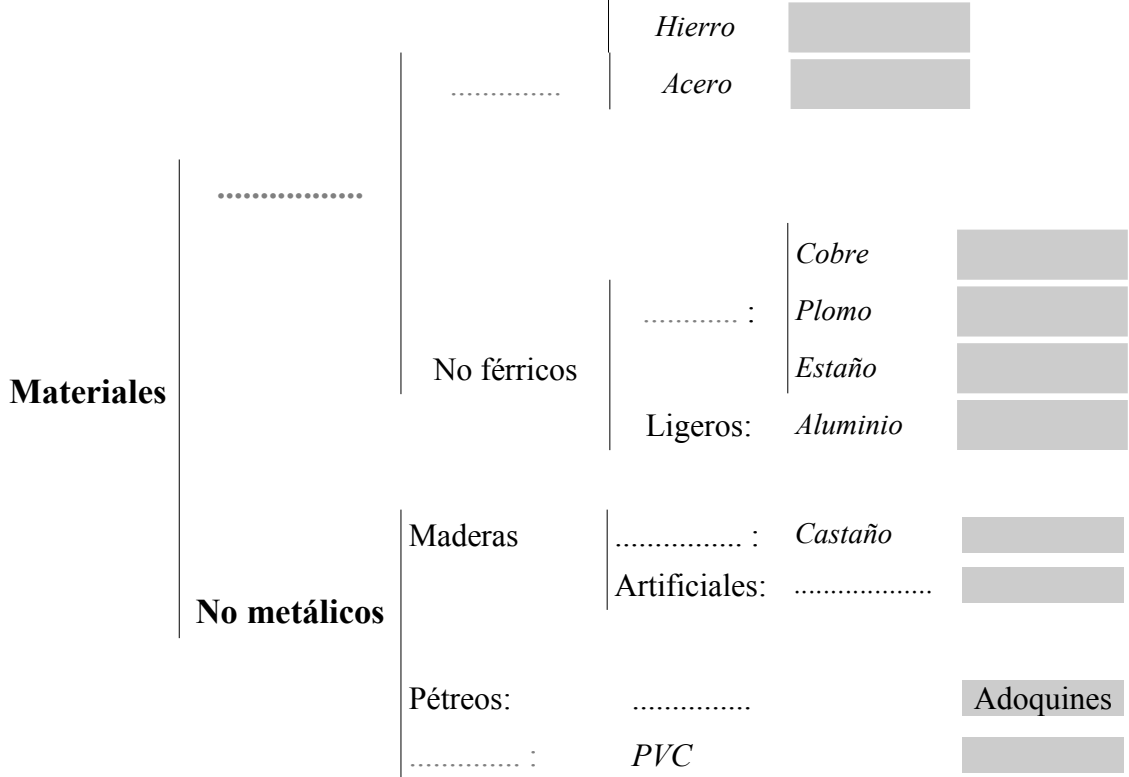 Hierro
.............. Acero
.................
Cobre
............ : Plomo
No férricos Estaño
Materiales
Ligeros: Aluminio
Maderas ................ : Castaño
Artificiales: ...................
No metálicos
Pétreos: ............... Adoquines
.............. : PVC